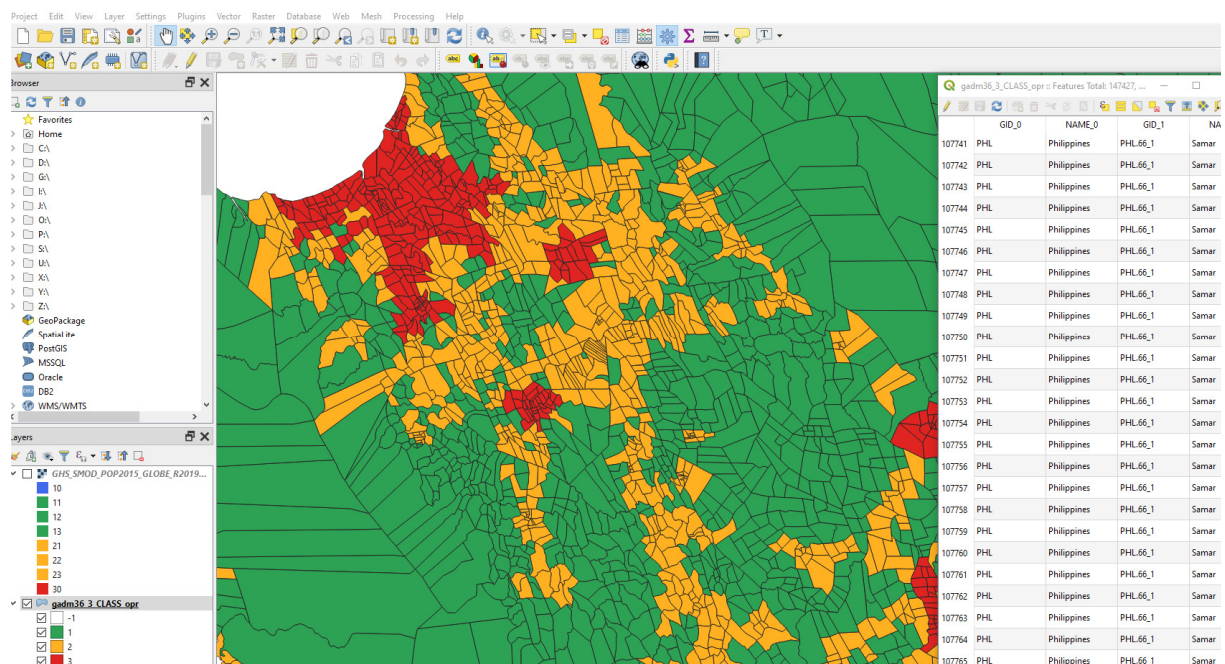 Project Edit View Layer Settings Plugins Vector Raster Database Web Mesh Processing Help
Browser
Favorites
Home
C:\
D:\
G:\
I:\
J:\
O:\
P:\
S:\
U:\
X:\
Y:\
Z:\
GeoPackage
SpatiaLite
PostGIS
MSSQL
Oracle
DB2
WMS/WMTS
Layers
GHS_SMOD_POP2015_GLOBE_R2019...
10
11
12
13
21
22
23
30
gadm36_3_CLASS_opr
-1
1
2
3
gadm36_3_CLASS_opr :: Features Total: 147427, ...
GID_0 NAME_0 GID_1 NA
107741 PHL Philippines PHL.66_1 Samar
107742 PHL Philippines PHL.66_1 Samar
107743 PHL Philippines PHL.66_1 Samar
107744 PHL Philippines PHL.66_1 Samar
107745 PHL Philippines PHL.66_1 Samar
107746 PHL Philippines PHL.66_1 Samar
107747 PHL Philippines PHL.66_1 Samar
107748 PHL Philippines PHL.66_1 Samar
107749 PHL Philippines PHL.66_1 Samar
107750 PHL Philippines PHL.66_1 Samar
107751 PHL Philippines PHL.66_1 Samar
107752 PHL Philippines PHL.66_1 Samar
107753 PHL Philippines PHL.66_1 Samar
107754 PHL Philippines PHL.66_1 Samar
107755 PHL Philippines PHL.66_1 Samar
107756 PHL Philippines PHL.66_1 Samar
107757 PHL Philippines PHL.66_1 Samar
107758 PHL Philippines PHL.66_1 Samar
107759 PHL Philippines PHL.66_1 Samar
107760 PHL Philippines PHL.66_1 Samar
107761 PHL Philippines PHL.66_1 Samar
107762 PHL Philippines PHL.66_1 Samar
107763 PHL Philippines PHL.66_1 Samar
107764 PHL Philippines PHL.66_1 Samar
107765 PHL Philippines PHL.66_1 Samar